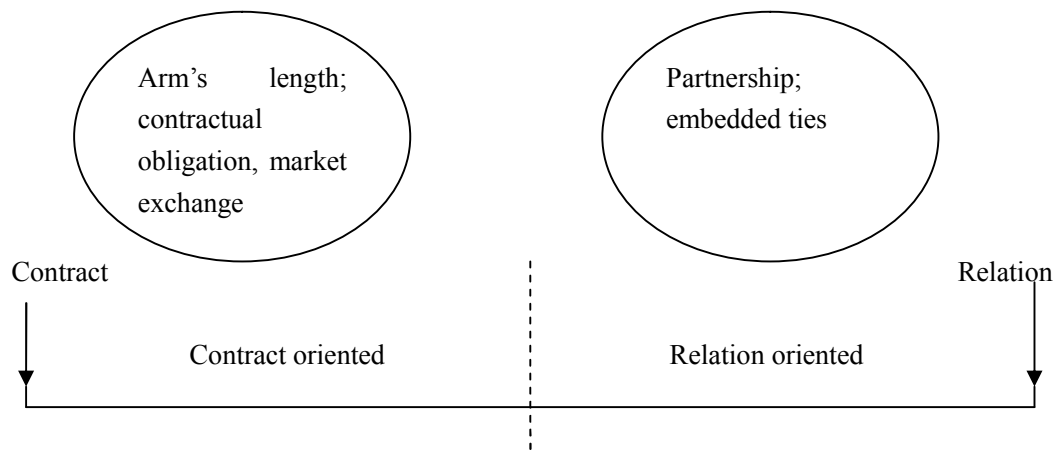 Arm’s length;
contractual
obligation, market
exchange
Partnership;
embedded ties
Contract
Relation
Contract oriented
Relation oriented